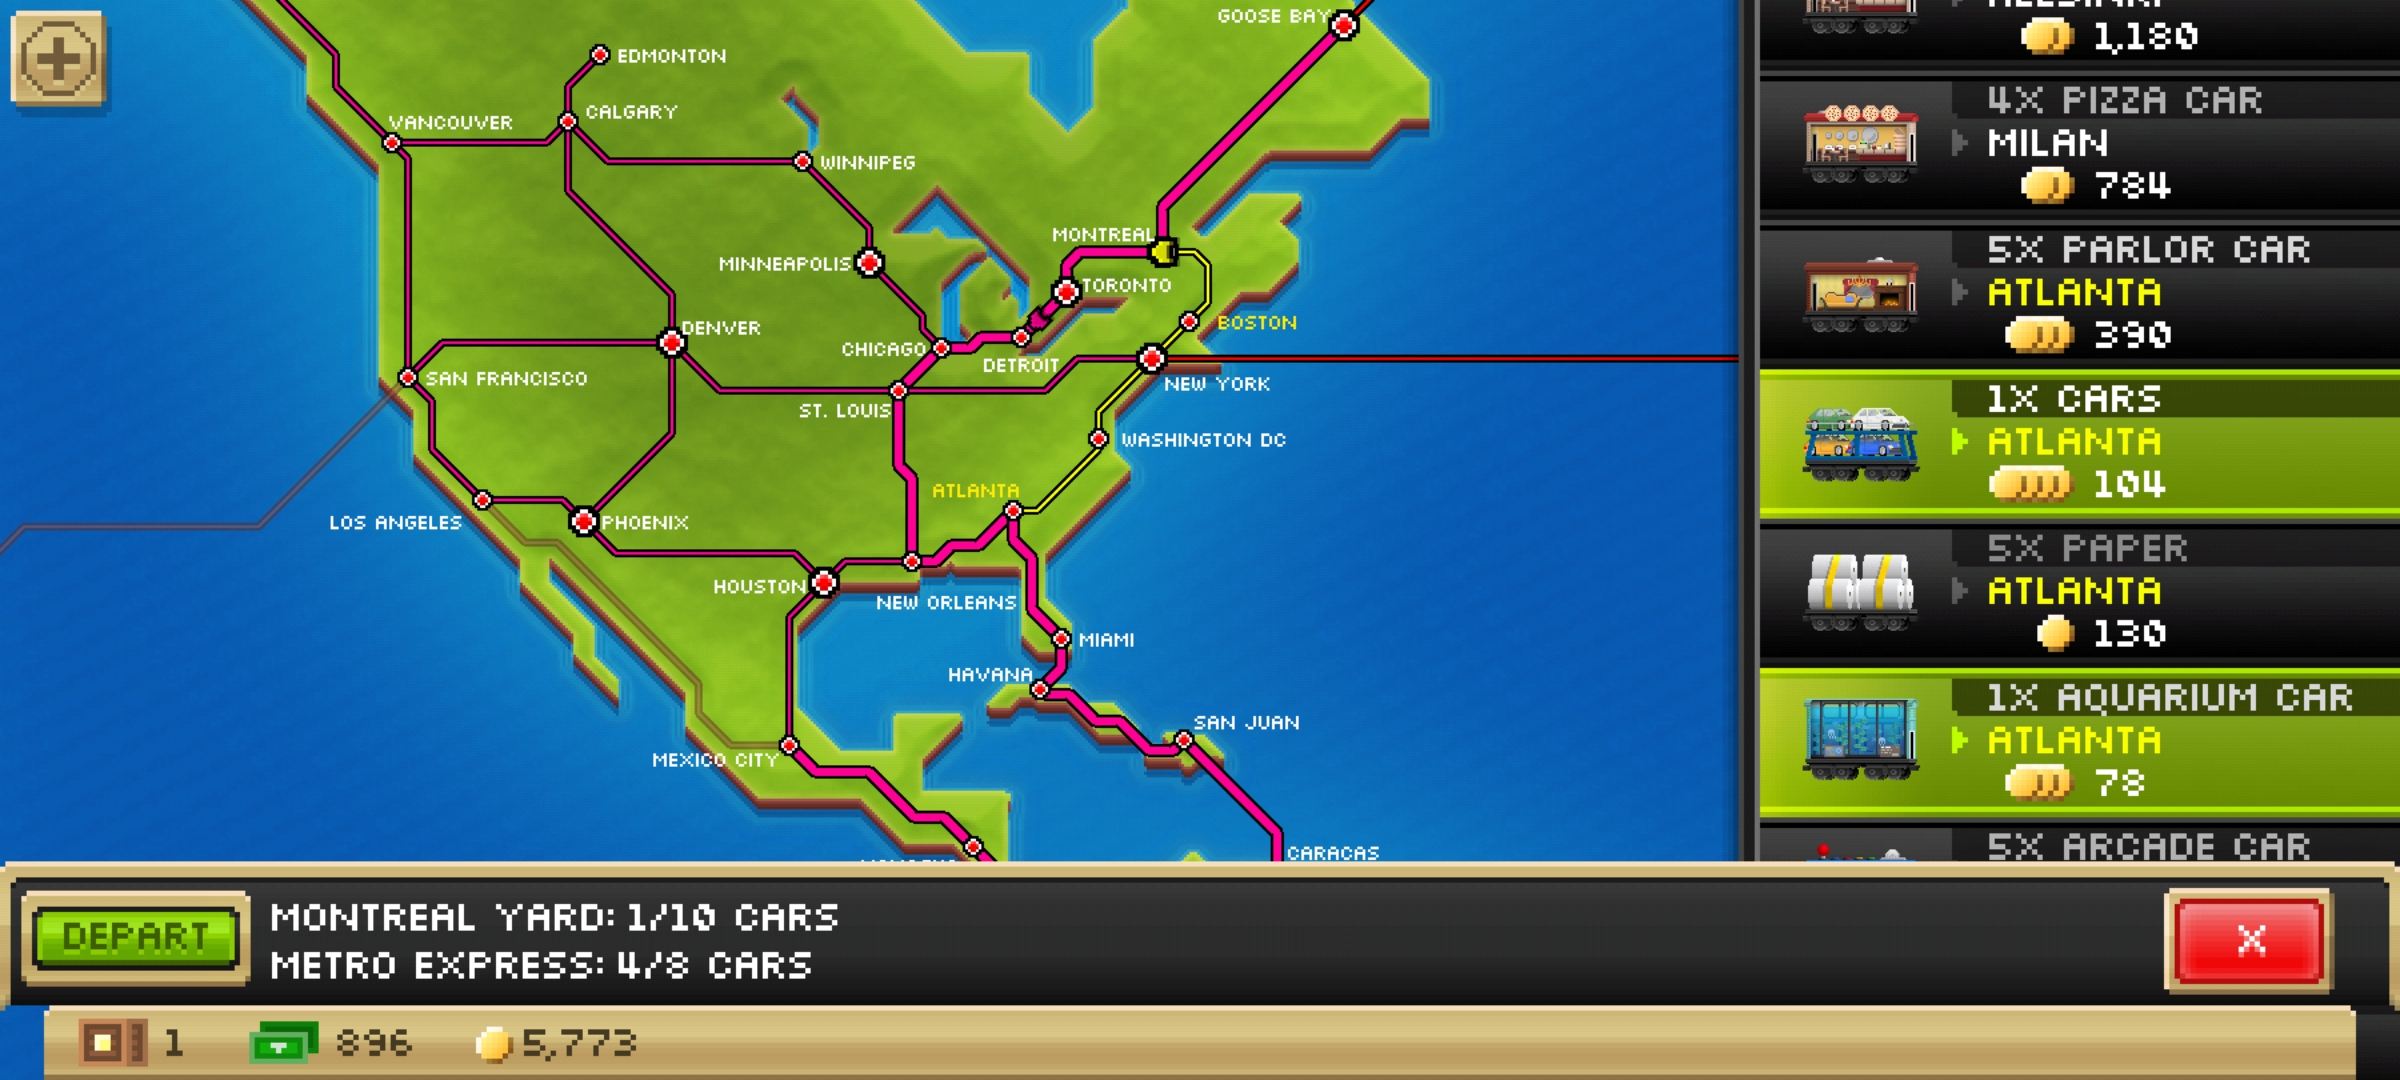 GOOSE BAY
EDMONTON
CALGARY
VANCOUVER
WINNIPEG
MONTREAL
MINNEAPOLIS
TORONTO
BOSTON
DENVER
CHICAGO
DETROIT
NEW YORK
SAN FRANCISCO
ST. LOUIS
WASHINGTON DC
ATLANTA
LOS ANGELES
PHOENIX
HOUSTON
NEW ORLEANS
MIAMI
HAVANA
SAN JUAN
MEXICO CITY
CARACAS
HELSINKI
1,180
4X PIZZA CAR
MILAN
784
5X PARLOR CAR
ATLANTA
390
1X CARS
ATLANTA
104
5X PAPER
ATLANTA
130
1X AQUARIUM CAR
ATLANTA
78
5X ARCADE CAR
DEPART
MONTREAL YARD: 1/10 CARS
METRO EXPRESS: 4/8 CARS
X
1
896
5,773